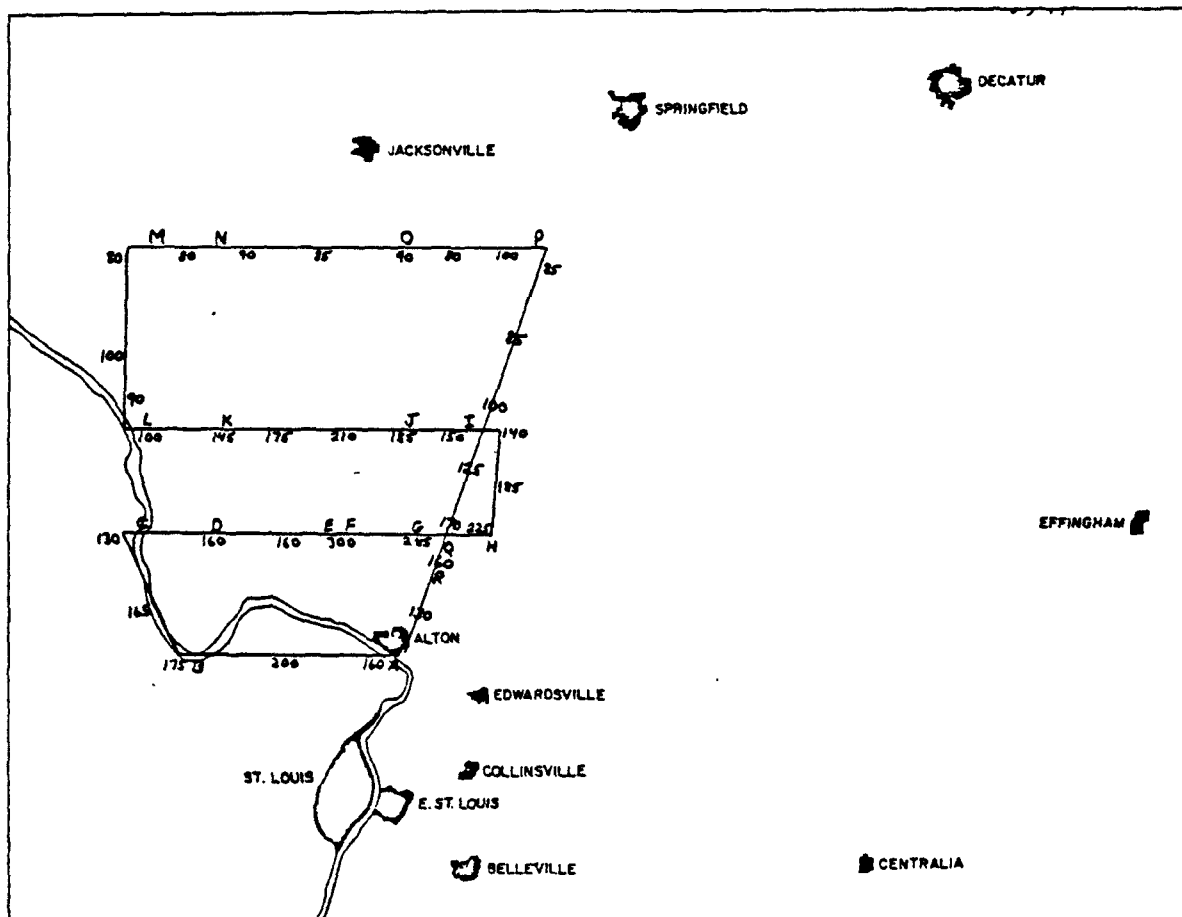 DECATUR
SPRINGFIELD
JACKSONVILLE
M N O P
80 80 90 85 90 80 100 85
85
100
90 100
L K J I
100 145 175 210 185 150 140
125 185
C D E F G 170 225
130 160 160 300 245 Q H
EFFINGHAM
160
R
165 130
ALTON
175 B 200 160 A
EDWARDSVILLE
ST. LOUIS
COLLINSVILLE
E. ST. LOUIS
BELLEVILLE
CENTRALIA